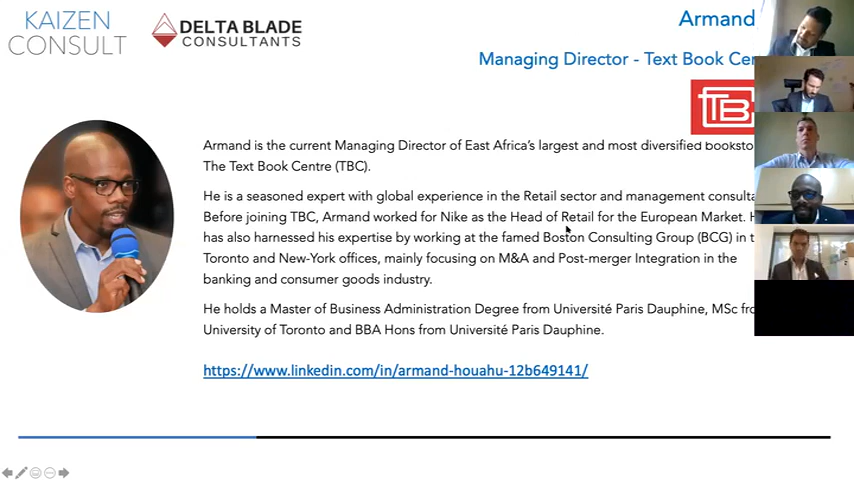 KAIZEN
CONSULT
DELTA BLADE
CONSULTANTS
Armand
Managing Director - Text Book Cen
TB
Armand is the current Managing Director of East Africa's largest and most diversified booksto
The Text Book Centre (TBC).
He is a seasoned expert with global experience in the Retail sector and management consulta
Before joining TBC, Armand worked for Nike as the Head of Retail for the European Market. H
has also harnessed his expertise by working at the famed Boston Consulting Group (BCG) in t
Toronto and New-York offices, mainly focusing on M&A and Post-merger Integration in the
banking and consumer goods industry.
He holds a Master of Business Administration Degree from Université Paris Dauphine, MSc fro
University of Toronto and BBA Hons from Université Paris Dauphine.
https://www.linkedin.com/in/armand-houahu-12b649141/